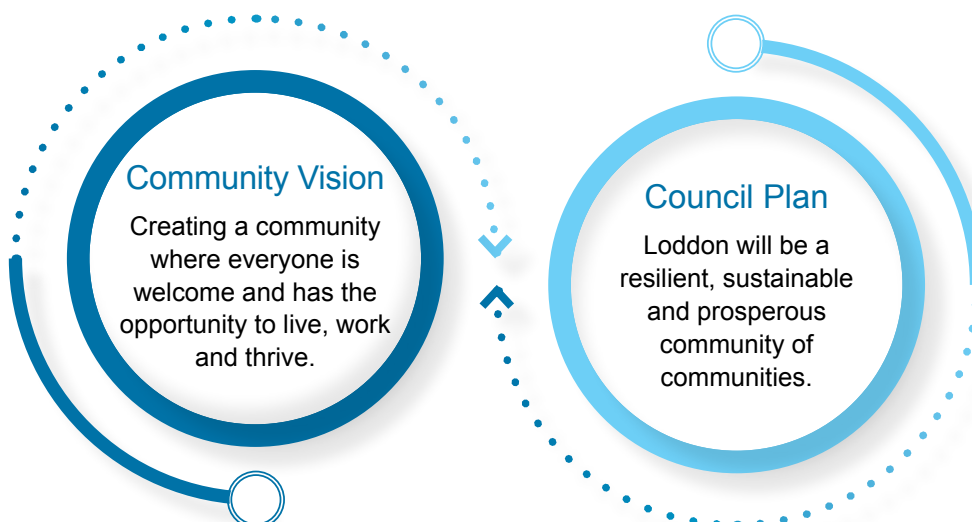 Community Vision
Creating a community
where everyone is
welcome and has the
opportunity to live, work
and thrive.
Council Plan
Loddon will be a
resilient, sustainable
and prosperous
community of
communities.